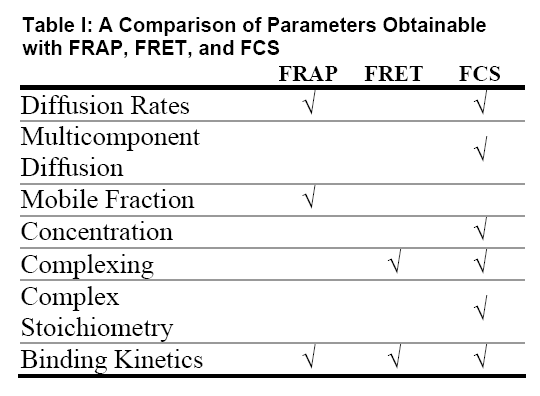 Table I: A Comparison of Parameters Obtainable
with FRAP, FRET, and FCS
FRAP FRET FCS
Diffusion Rates √ √
Multicomponent
Diffusion √
Mobile Fraction √
Concentration √
Complexing √ √
Complex
Stoichiometry √
Binding Kinetics √ √ √